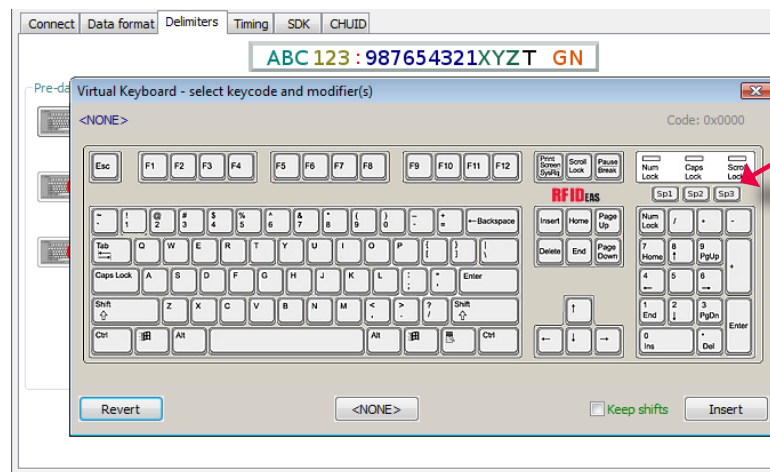 Connect Data format Delimiters Timing SDK CHUID
ABC 123 : 987654321XYZT GN
Pre-da
Virtual Keyboard - select keycode and modifier(s)
<NONE> Code: 0x0000
Esc F1 F2 F3 F4 F5 F6 F7 F8 F9 F10 F11 F12 Print Screen SysRq Scroll Lock Pause Break Num Lock Caps Lock Scro Lock
RFIDeas Sp1 Sp2 Sp3
! 1 @ 2 # 3 $ 4 % 5 ^ 6 & 7 * 8 ( 9 ) 0 - + = ←Backspace Insert Home Page Up Num Lock / -
Tab Q W E R T Y U I O P { [ } ] | \ Delete End Page Down 7 Home 8 ↑ 9 PgUp
Caps Lock A S D F G H J K L : ; Enter 4 ← 5 6 →
Shift ⇧ Z X C V B N M < , > . ? / Shift ⇧ ↑ 1 End 2 ↓ 3 PgDn Enter
Ctrl Alt Alt Ctrl ← ↓ → 0 Ins . Del
Revert <NONE> Keep shifts Insert